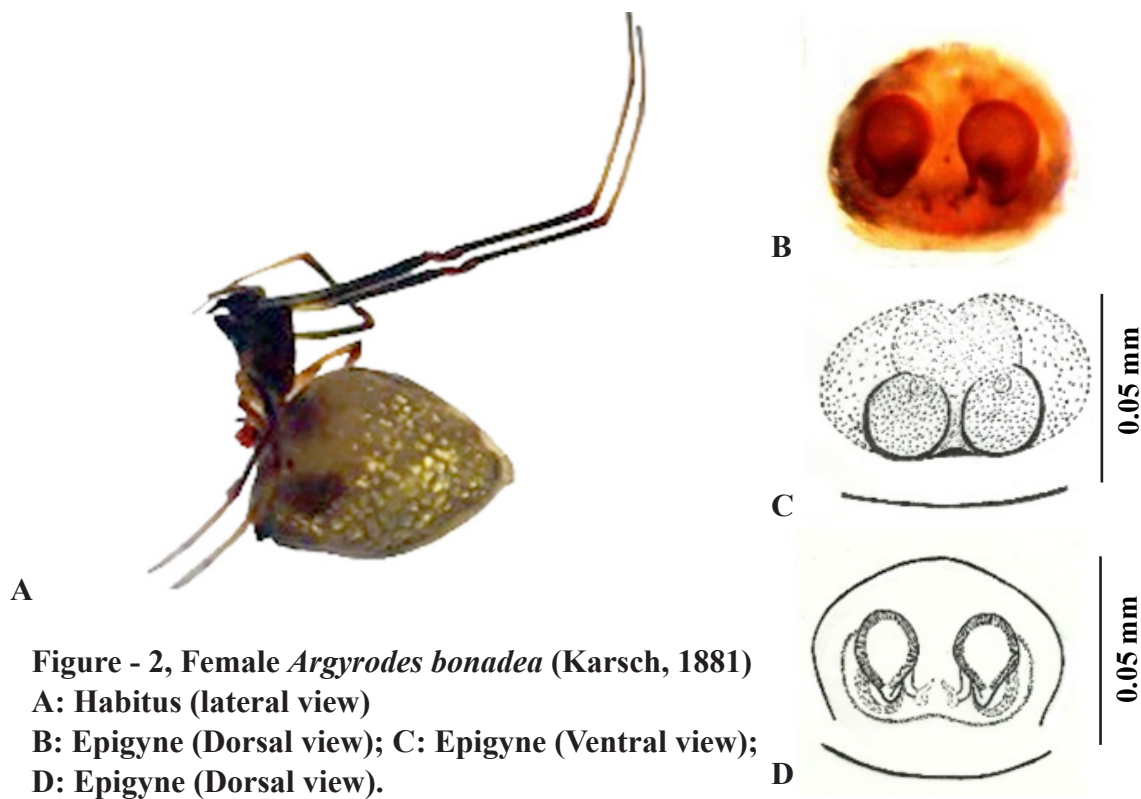 B
0.05 mm
C
A
0.05 mm
D
Figure - 2, Female Argyrodes bonadea (Karsch, 1881)
A: Habitus (lateral view)
B: Epigyne (Dorsal view); C: Epigyne (Ventral view);
D: Epigyne (Dorsal view).